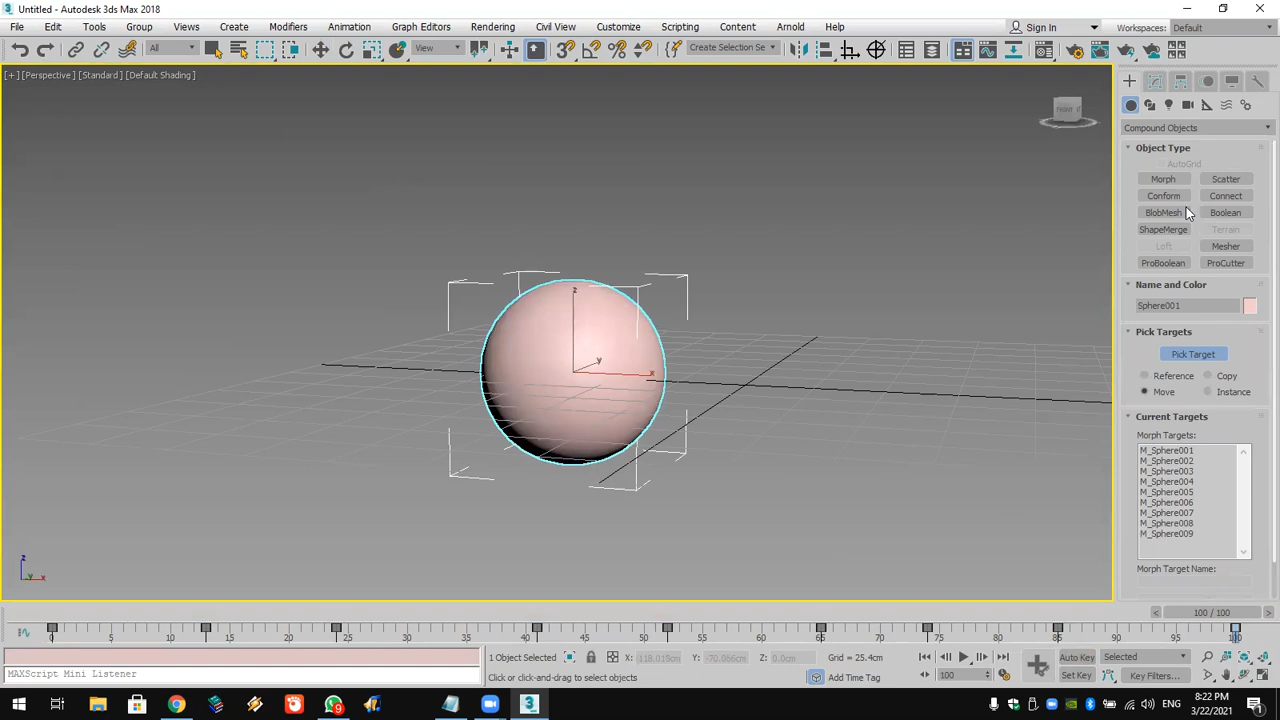 Untitled - Autodesk 3ds Max 2018
File Edit Tools Group Views Create Modifiers Animation Graph Editors Rendering Civil View Customize Scripting Content Arnold Help Sign In Workspaces: Default
All View Create Selection Se
[+] [Perspective] [Standard] [Default Shading]
Compound Objects
Object Type
AutoGrid
Morph Scatter
Conform Connect
BlobMesh Boolean
ShapeMerge Terrain
Loft Mesher
ProBoolean ProCutter
Name and Color
Sphere001
Pick Targets
Pick Target
Reference Copy
Move Instance
Current Targets
Morph Targets:
M_Sphere001
M_Sphere002
M_Sphere003
M_Sphere004
M_Sphere005
M_Sphere006
M_Sphere007
M_Sphere008
M_Sphere009
Morph Target Name:
z
y
x
z
y x
< 100 / 100 >
0 5 10 15 20 25 30 35 40 45 50 55 60 65 70 75 80 85 90 95 100
1 Object Selected X: -118.015cm Y: -70.066cm Z: 0.0cm Grid = 25.4cm Auto Key Selected
MAXScript Mini Listener Click or click-and-drag to select objects Add Time Tag 100 Set Key Key Filters...
9 ENG 8:22 PM
3/22/2021 1